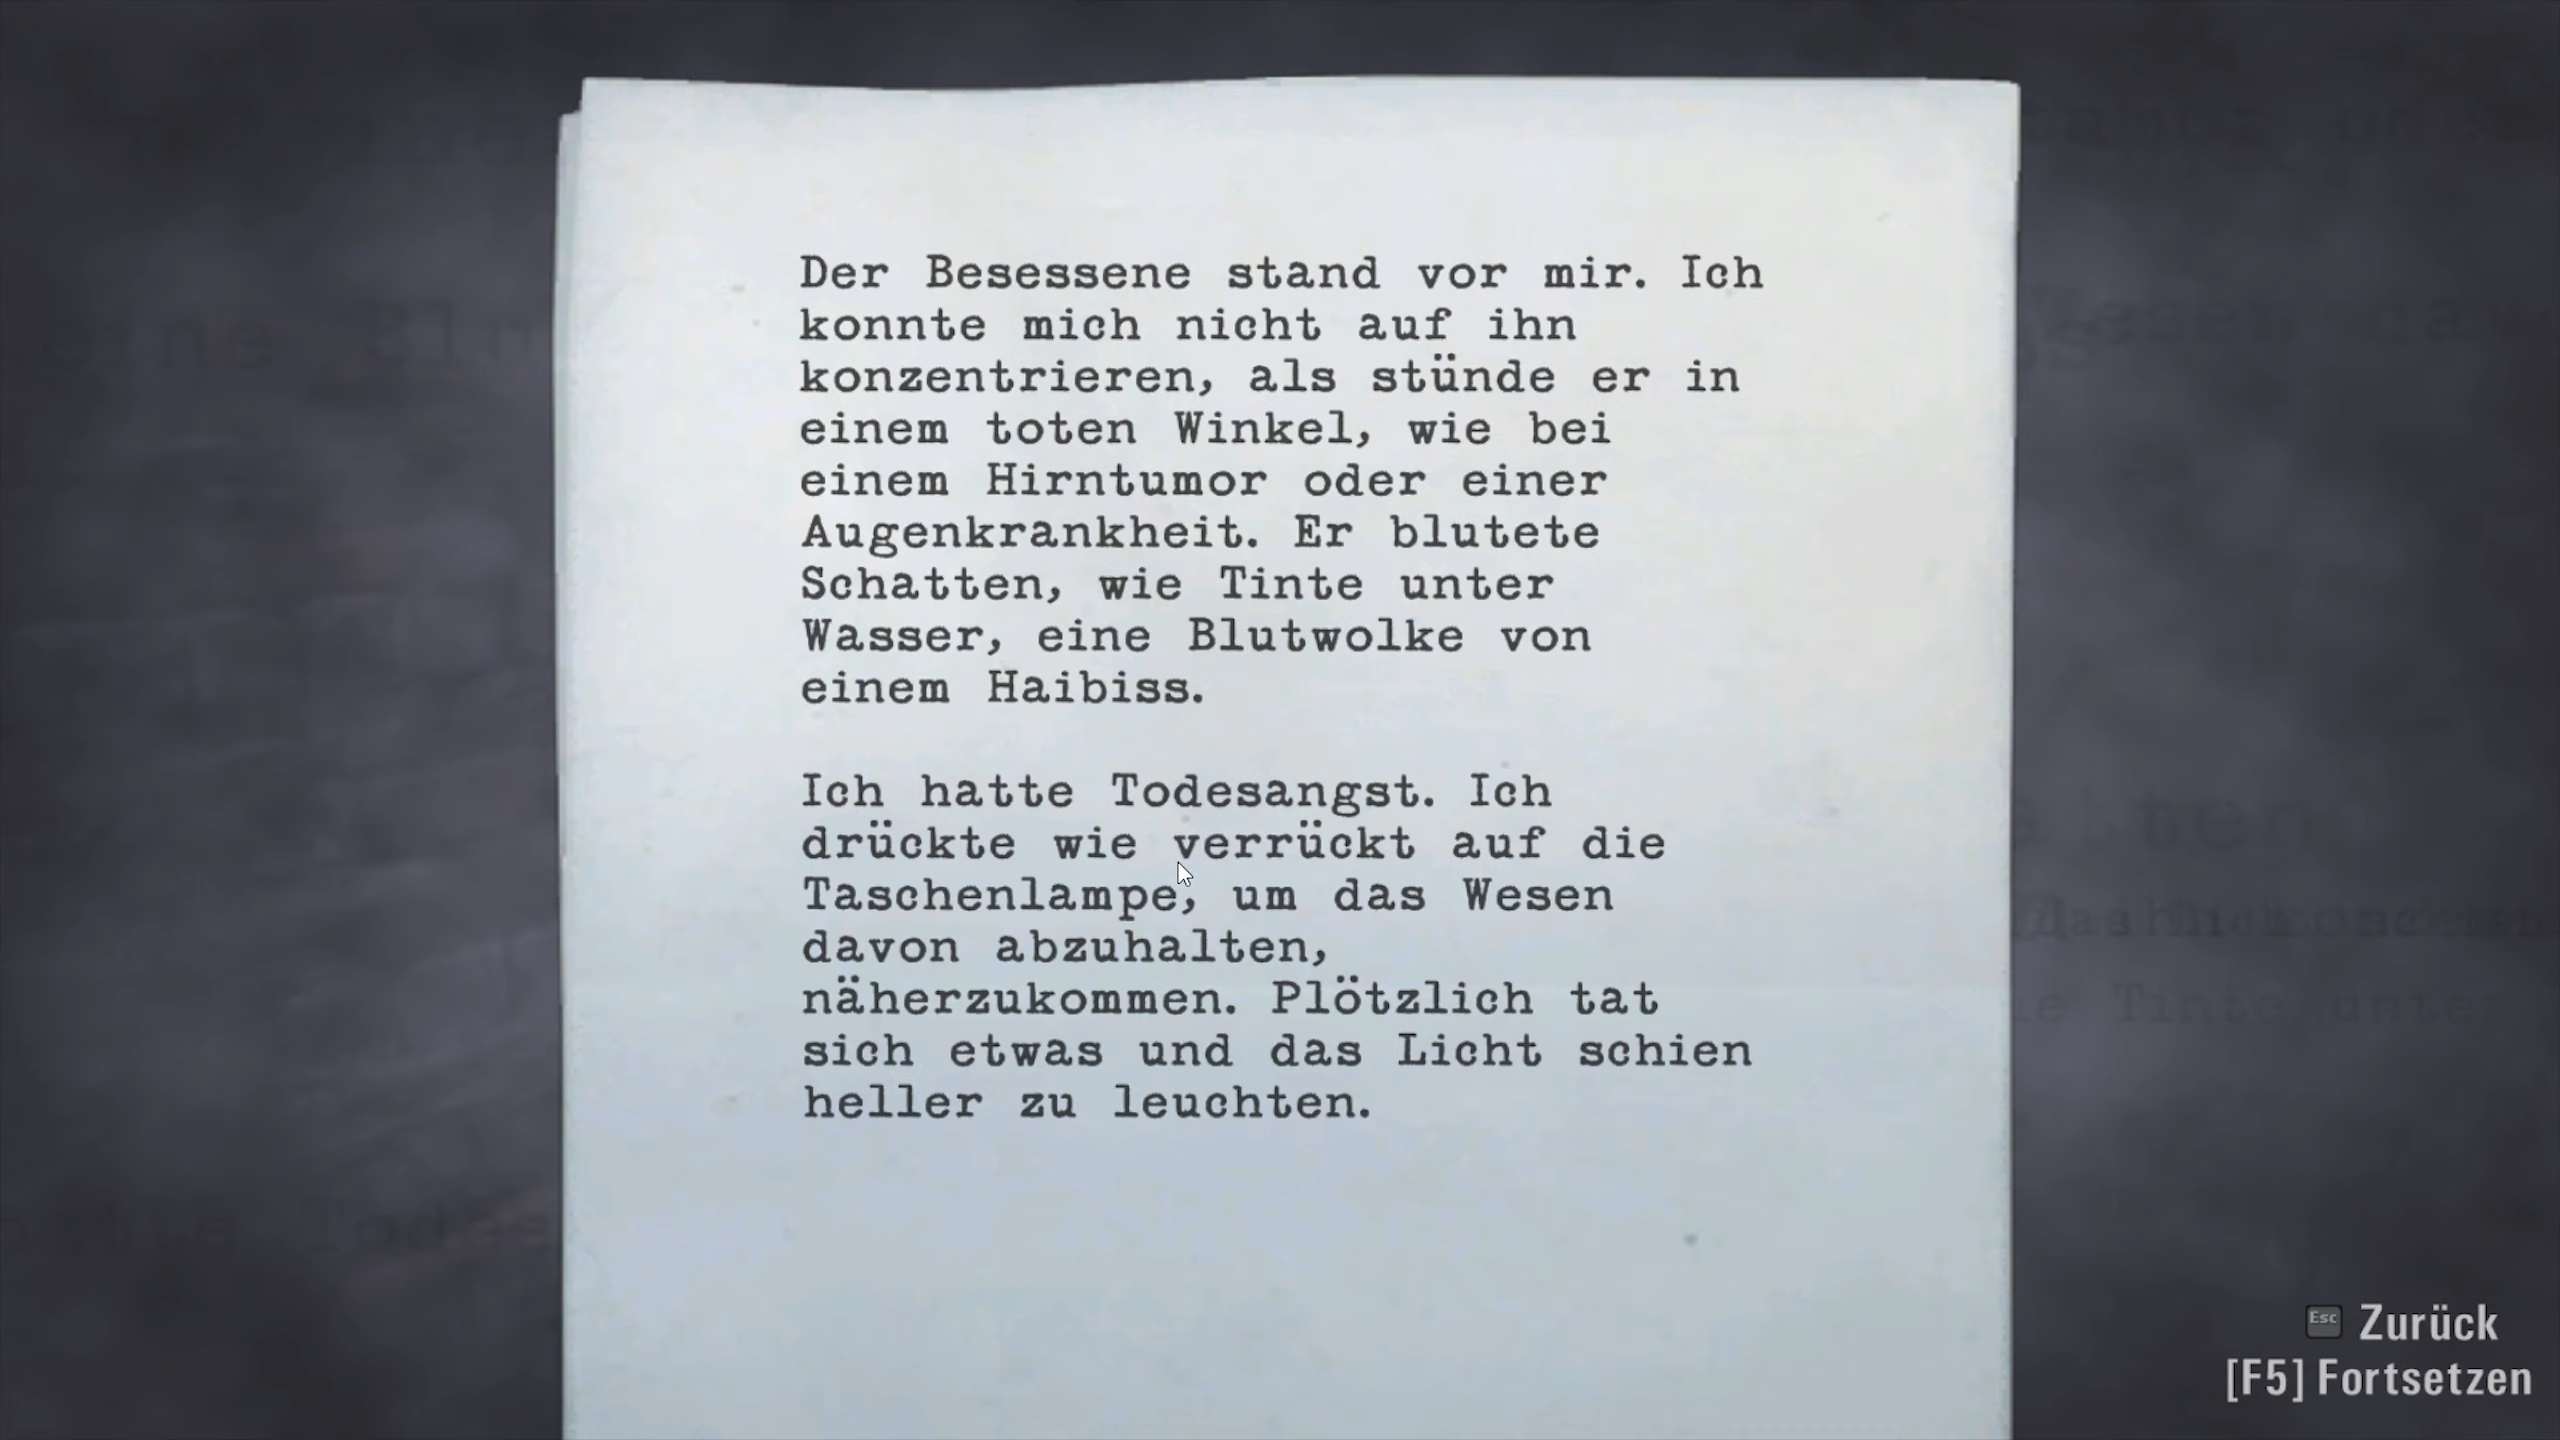 Der Besessene stand vor mir. Ich
konnte mich nicht auf ihn
konzentrieren, als stünde er in
einem toten Winkel, wie bei
einem Hirntumor oder einer
Augenkrankheit. Er blutete
Schatten, wie Tinte unter
Wasser, eine Blutwolke von
einem Haibiss.
Ich hatte Todesangst. Ich
drückte wie verrückt auf die
Taschenlampe, um das Wesen
davon abzuhalten,
näherzukommen. Plötzlich tat
sich etwas und das Licht schien
heller zu leuchten.
Esc Zurück
[F5] Fortsetzen